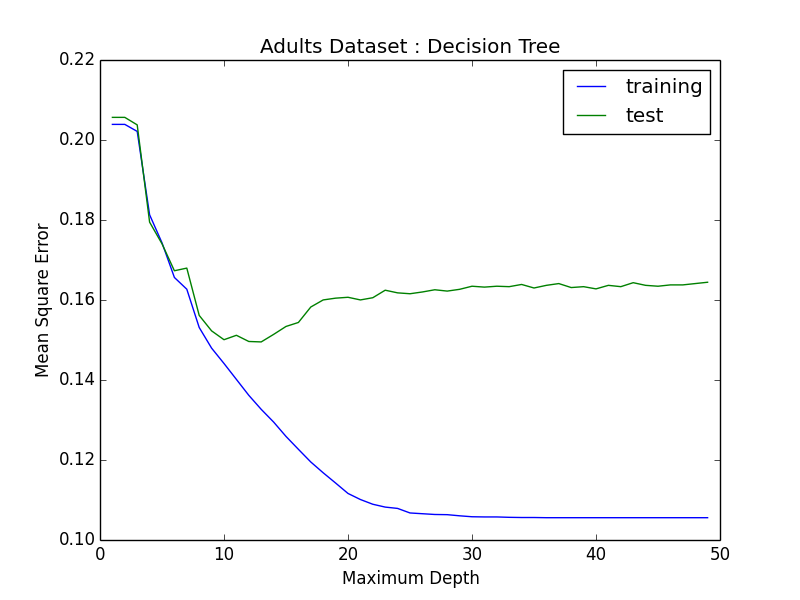 Adults Dataset : Decision Tree
training
test
Mean Square Error
0.22
0.20
0.18
0.16
0.14
0.12
0.10
0 10 20 30 40 50
Maximum Depth